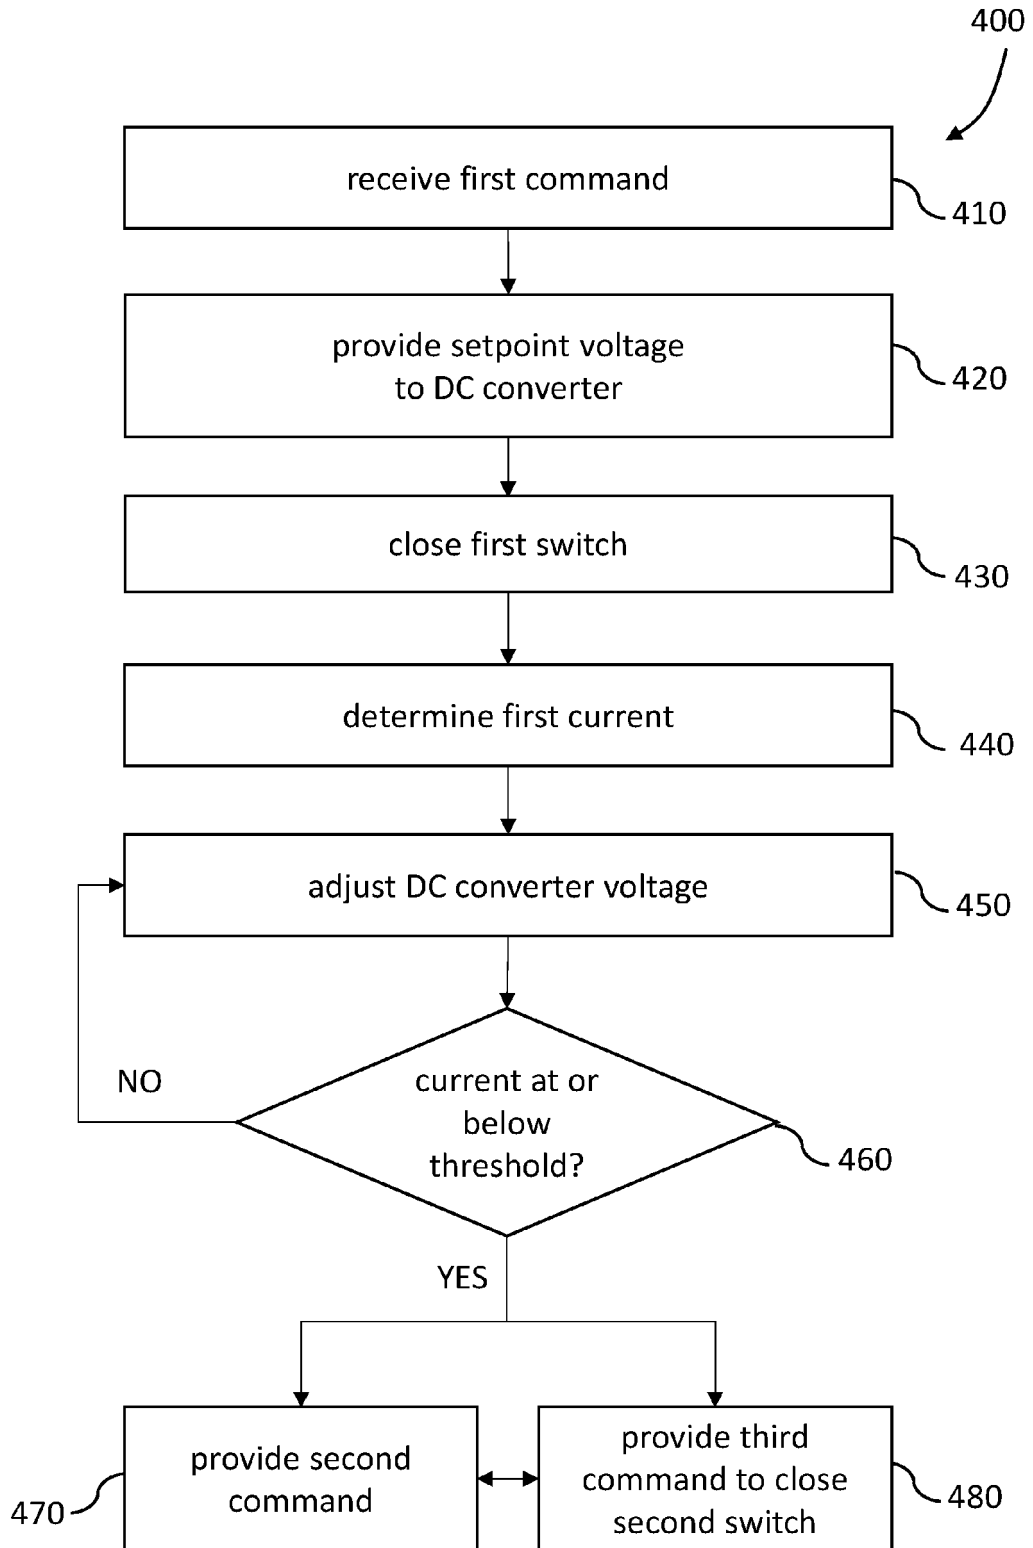 400
receive first command
410
provide setpoint voltage
to DC converter
420
close first switch
430
determine first current
440
adjust DC converter voltage
450
NO
current at or
below
threshold?
460
YES
provide second
command
470
provide third
command to close
second switch
480